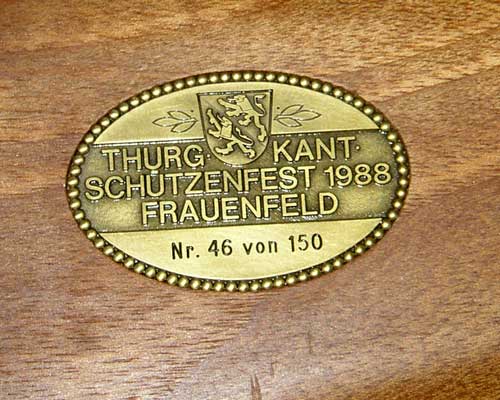 THURG· KANT·
SCHÜTZENFEST 1988
FRAUENFELD
Nr. 46 von 150